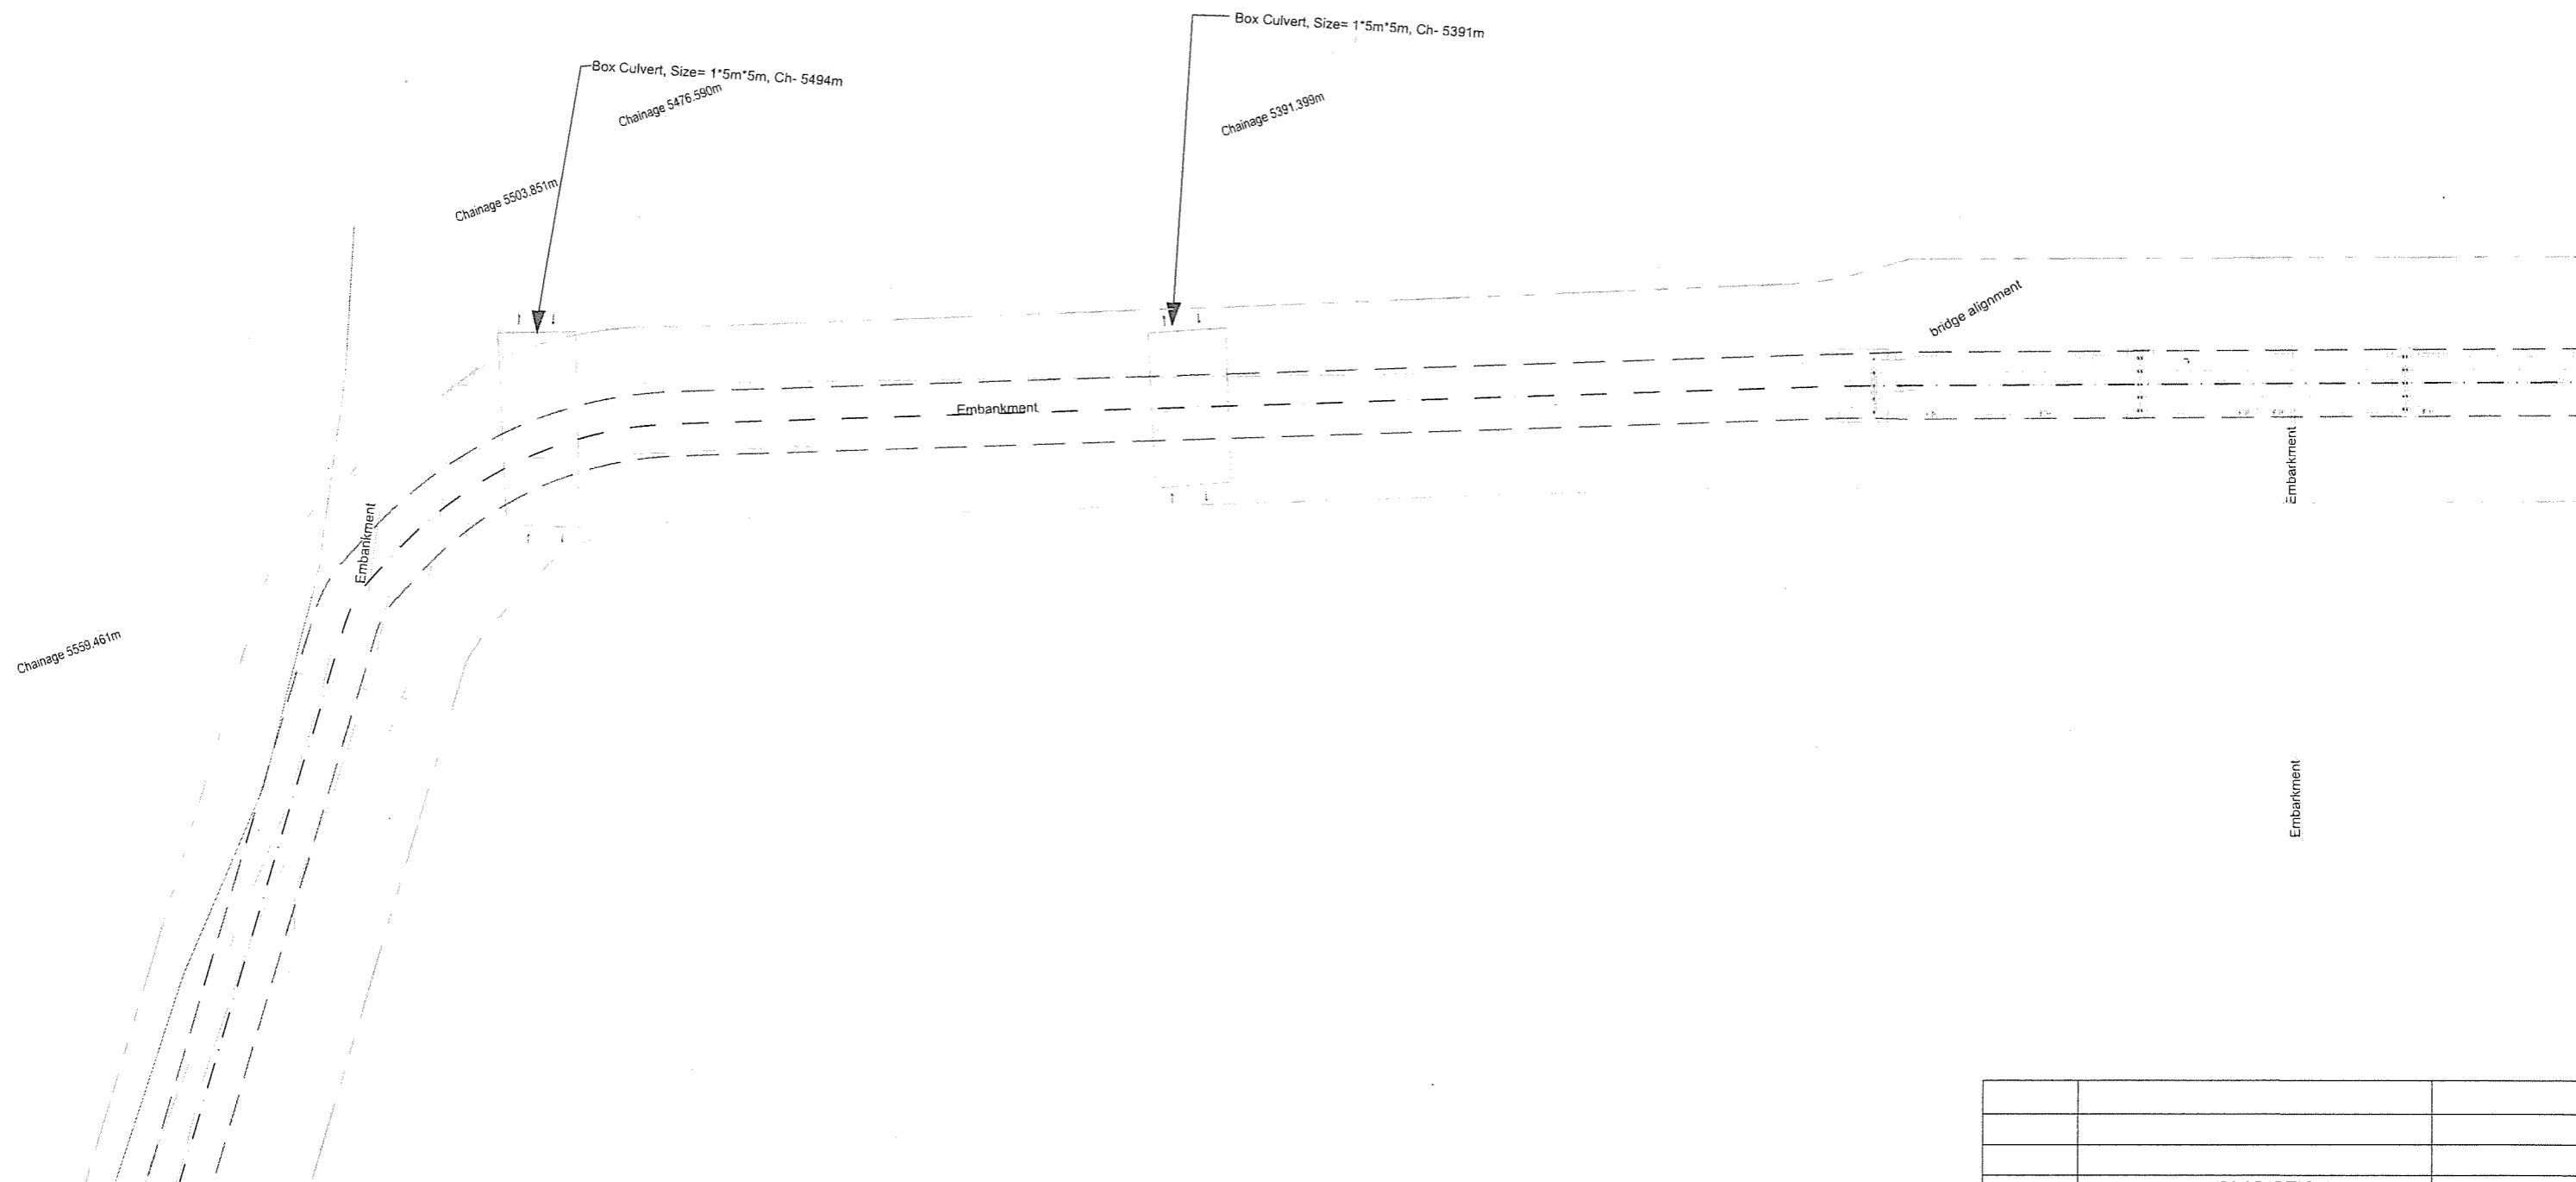 Box Culvert, Size= 1*5m*5m, Ch- 5391m
Box Culvert, Size= 1*5m*5m, Ch- 5494m
Chainage 5476.590m
Chainage 5391.399m
Chainage 5503.851m
bridge alignment
Embankment
Embankment
Embankment
Chainage 5559.461m
Embankment